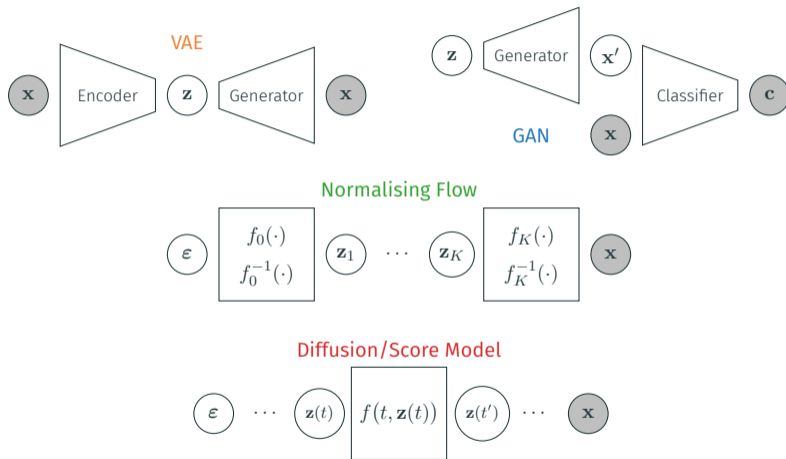 VAE
x Encoder z Generator x
z Generator x′
Classifier c
GAN x
Normalising Flow
ε f₀(·) f₀⁻¹(·) z₁ ⋯ z_K f_K(·) f_K⁻¹(·) x
Diffusion/Score Model
ε ⋯ z(t) f(t, z(t)) z(t′) ⋯ x